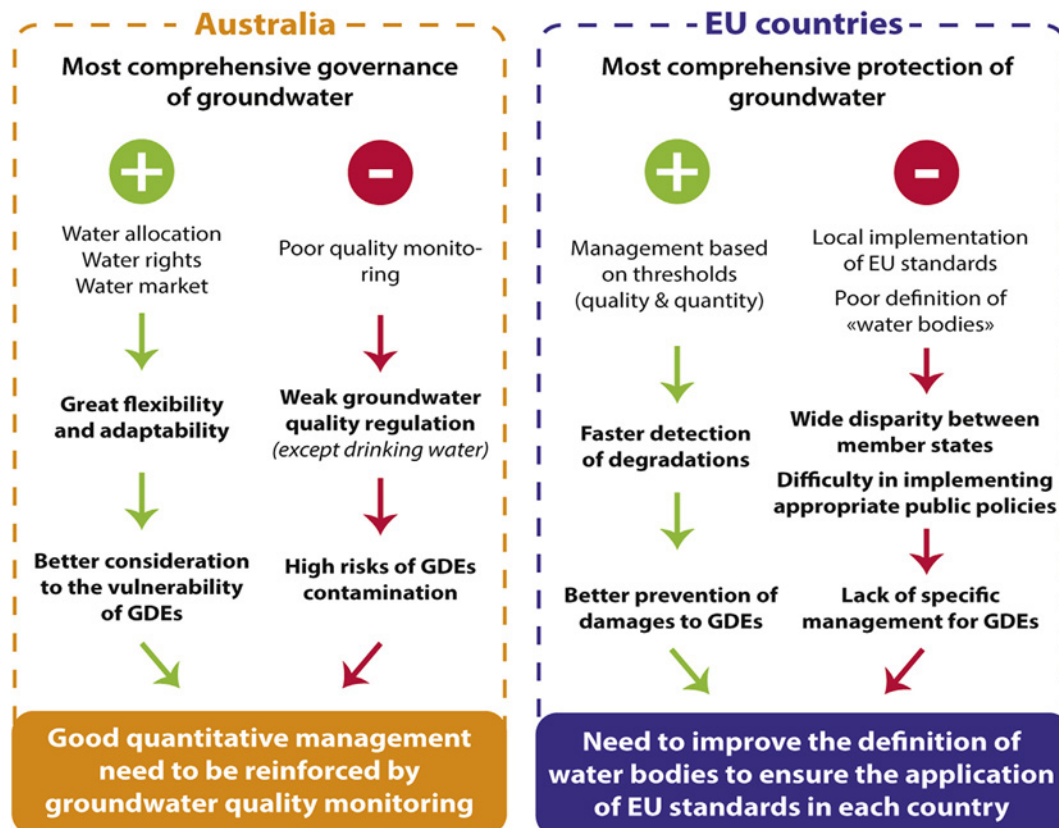 Australia
Most comprehensive governance
of groundwater
+
-
Water allocation
Water rights
Water market
Poor quality monito-
ring
Great flexibility
and adaptability
Weak groundwater
quality regulation
(except drinking water)
Better consideration
to the vulnerability
of GDEs
High risks of GDEs
contamination
Good quantitative management
need to be reinforced by
groundwater quality monitoring
EU countries
Most comprehensive protection of
groundwater
+
-
Management based
on thresholds
(quality & quantity)
Local implementation
of EU standards
Poor definition of
«water bodies»
Faster detection
of degradations
Wide disparity between
member states
Difficulty in implementing
appropriate public policies
Better prevention of
damages to GDEs
Lack of specific
management for GDEs
Need to improve the definition of
water bodies to ensure the application
of EU standards in each country